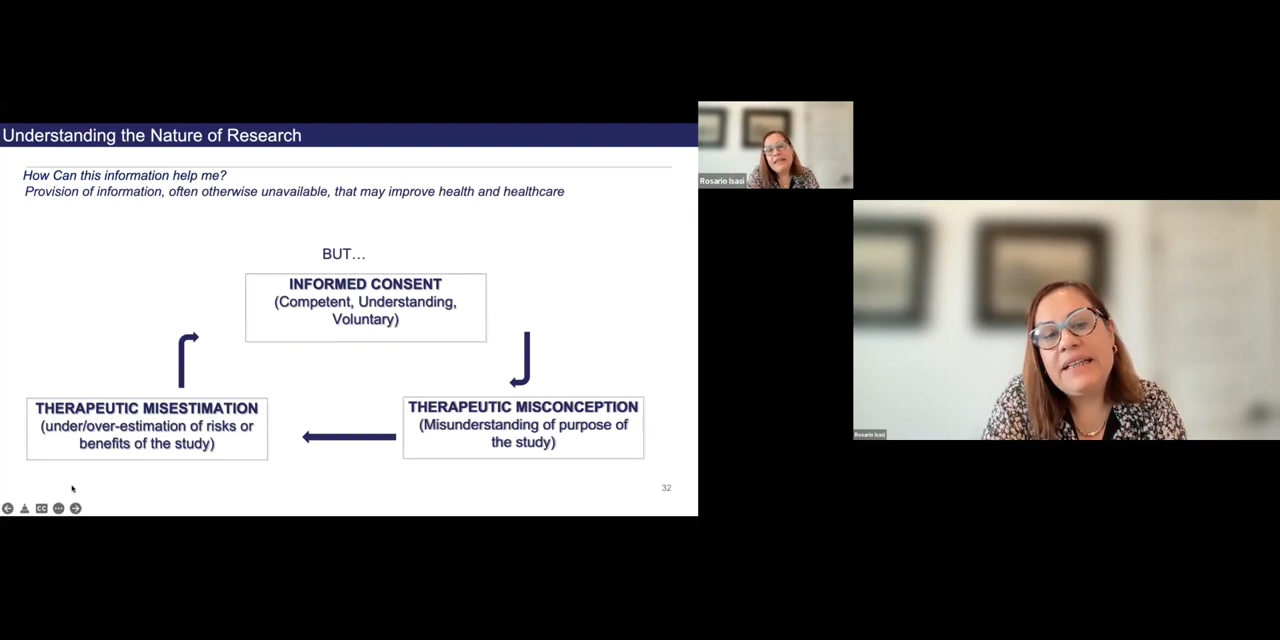 Understanding the Nature of Research
How Can this information help me?
Provision of information, often otherwise unavailable, that may improve health and healthcare
BUT…
INFORMED CONSENT
(Competent, Understanding,
Voluntary)
THERAPEUTIC MISESTIMATION
(under/over-estimation of risks or
benefits of the study)
THERAPEUTIC MISCONCEPTION
(Misunderstanding of purpose of
the study)
32
CC
Rosario Isasi
Rosario Isasi